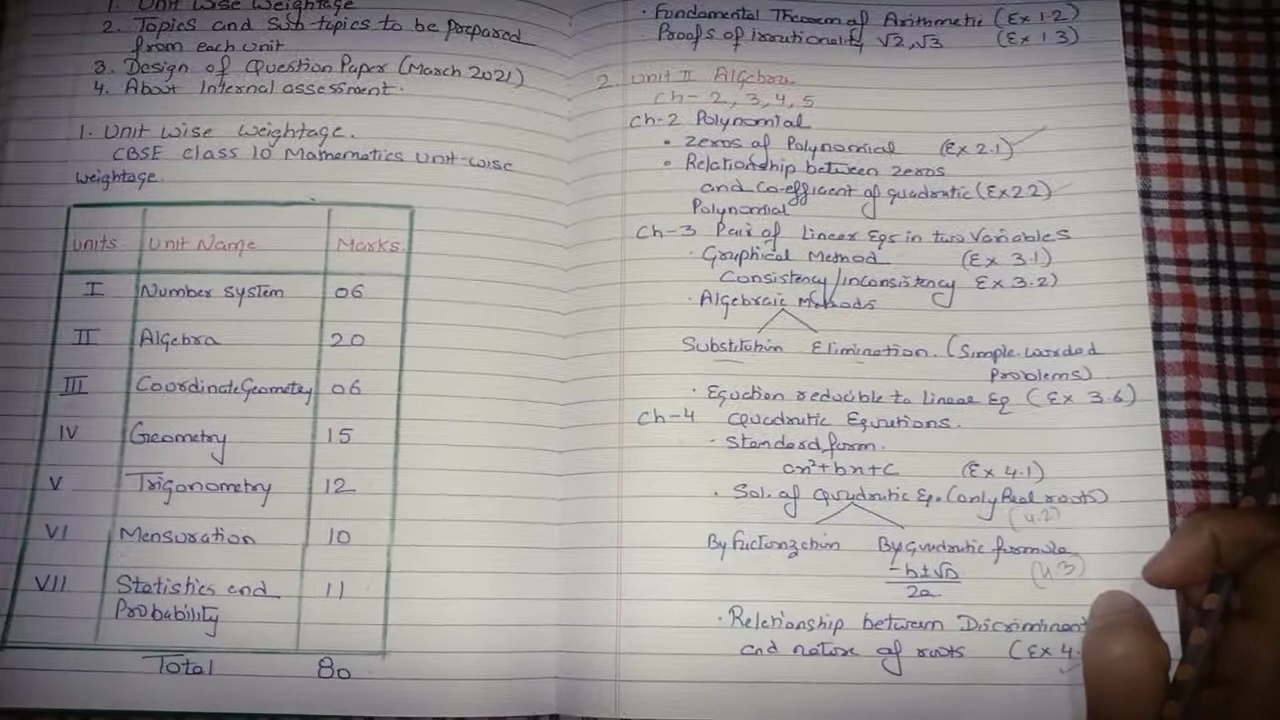 1. Unit Wise Weightage
2. Topics and Sub-topics to be prepared
from each unit
3. Design of Question Paper (March 2021)
4. About Internal assessment.
1. Unit Wise Weightage.
CBSE Class 10 Mathematics Unit-wise
weightage.
Units Unit Name Marks
I Number system 06
II Algebra 20
III Coordinate Geometry 06
IV Geometry 15
V Trigonometry 12
VI Mensuration 10
VII Statistics and 11
Probability
Total 80
• Fundamental Theorem of Arithmetic (Ex 1.2)
Proofs of irrationality √2, √3 (Ex 1.3)
2. Unit II Algebra
Ch-2, 3, 4, 5
Ch-2 Polynomial
• Zeros of Polynomial (Ex 2.1)
• Relationship between zeros
and co-efficient of quadratic (Ex 2.2)
Polynomial
Ch-3 Pair of Linear Eqs in two Variables
• Graphical Method (Ex 3.1)
Consistency/Inconsistency Ex 3.2)
• Algebraic Methods
Substitution Elimination. (Simple worded
Problems)
• Equation reducible to linear Eq (Ex 3.6)
Ch-4 Quadratic Equations.
• Standard form.
ax²+bx+c (Ex 4.1)
• Sol. of Quadratic Eq. (only Real roots)
(4.2)
By factorization By Quadratic formula
-b±√D (4.3)
2a
• Relationship between Discriminant
and nature of roots (Ex 4.